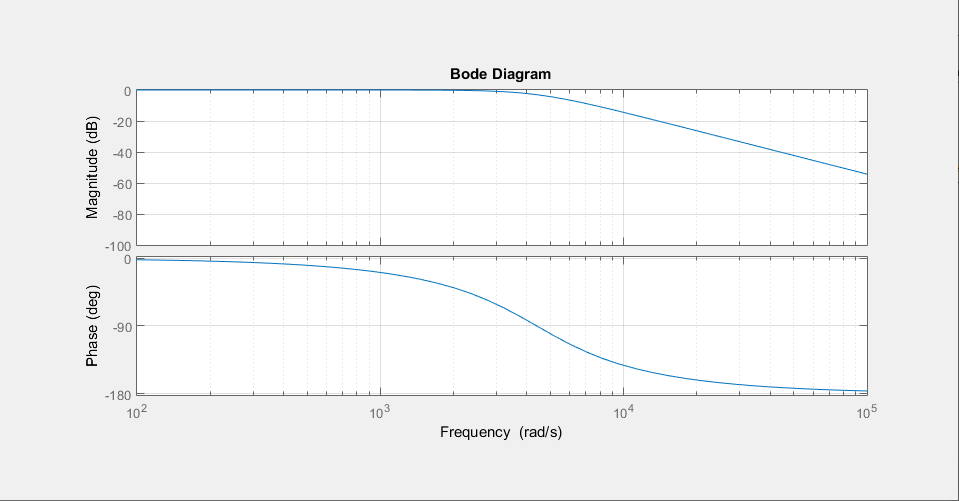 Bode Diagram
Magnitude (dB)
0
-20
-40
-60
-80
-100
Phase (deg)
0
-90
-180
10^2 10^3 10^4 10^5
Frequency (rad/s)